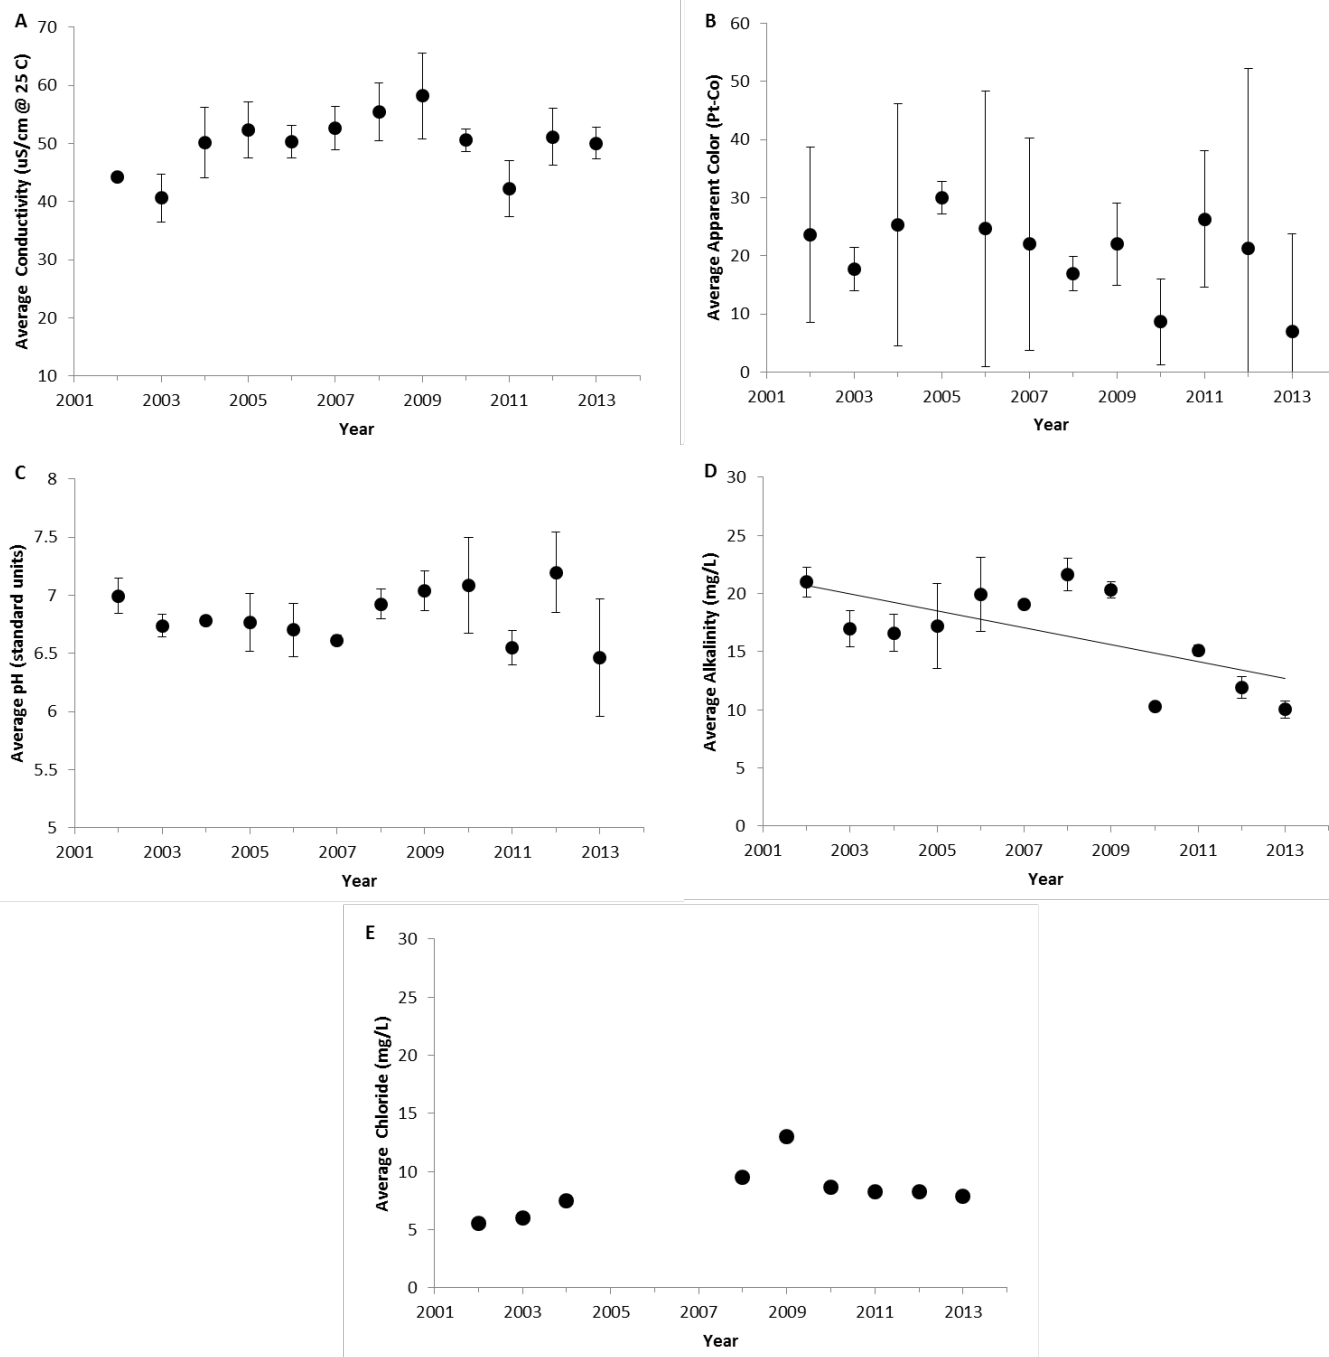 A
Average Conductivity (uS/cm @ 25 C)
70
60
50
40
30
20
10
2001 2003 2005 2007 2009 2011 2013
Year
B
Average Apparent Color (Pt-Co)
60
50
40
30
20
10
0
2001 2003 2005 2007 2009 2011 2013
Year
C
Average pH (standard units)
8
7.5
7
6.5
6
5.5
5
2001 2003 2005 2007 2009 2011 2013
Year
D
Average Alkalinity (mg/L)
30
25
20
15
10
5
0
2001 2003 2005 2007 2009 2011 2013
Year
E
Average Chloride (mg/L)
30
25
20
15
10
5
0
2001 2003 2005 2007 2009 2011 2013
Year